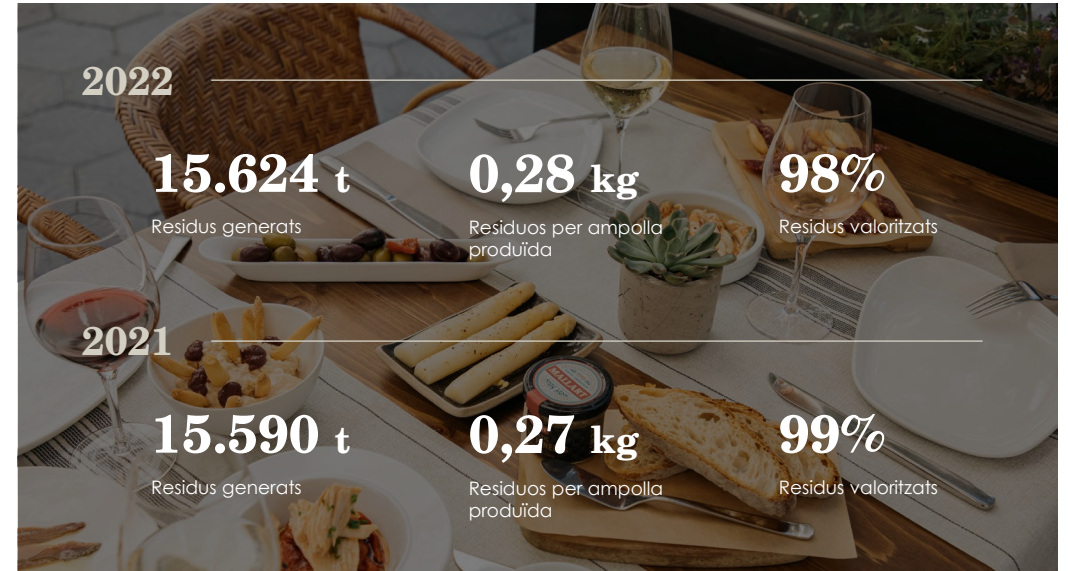 2022
15.624 t
0,28 kg
98%
Residus generats
Residuos per ampolla
produïda
Residus valoritzats
2021
15.590 t
0,27 kg
99%
Residus generats
Residuos per ampolla
produïda
Residus valoritzats